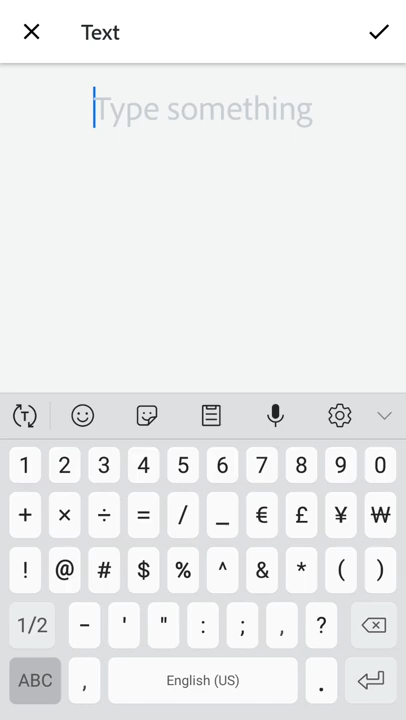 Text
Type something
1 2 3 4 5 6 7 8 9 0
+ × ÷ = / _ € £ ¥ ₩
! @ # $ % ^ & * ( )
1/2 - ' " : ; , ?
ABC , English (US) .